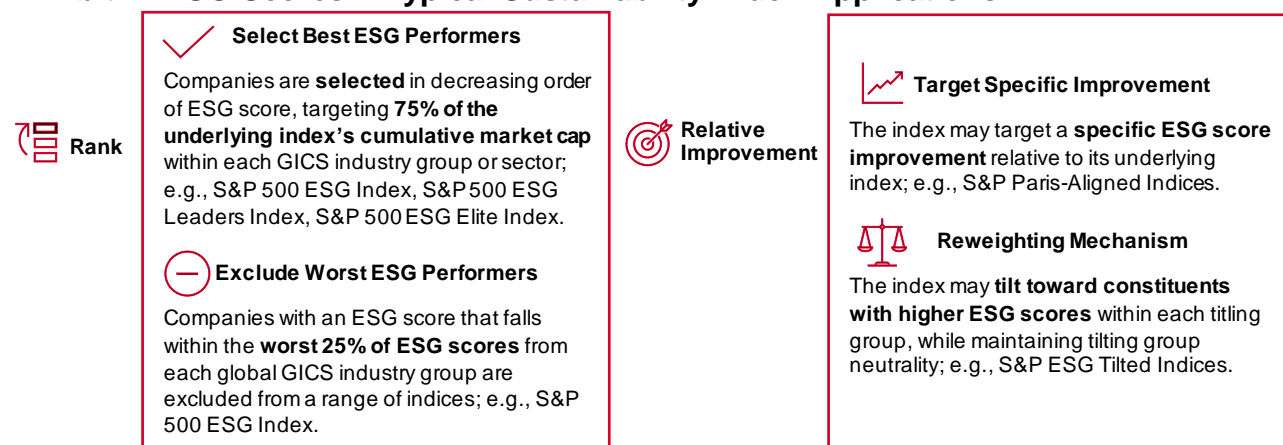 Rank
Select Best ESG Performers
Companies are selected in decreasing order
of ESG score, targeting 75% of the
underlying index's cumulative market cap
within each GICS industry group or sector;
e.g., S&P 500 ESG Index, S&P 500 ESG
Leaders Index, S&P 500 ESG Elite Index.
Exclude Worst ESG Performers
Companies with an ESG score that falls
within the worst 25% of ESG scores from
each global GICS industry group are
excluded from a range of indices; e.g., S&P
500 ESG Index.
Relative
Improvement
Target Specific Improvement
The index may target a specific ESG score
improvement relative to its underlying
index; e.g., S&P Paris-Aligned Indices.
Reweighting Mechanism
The index may tilt toward constituents
with higher ESG scores within each titling
group, while maintaining tilting group
neutrality; e.g., S&P ESG Tilted Indices.